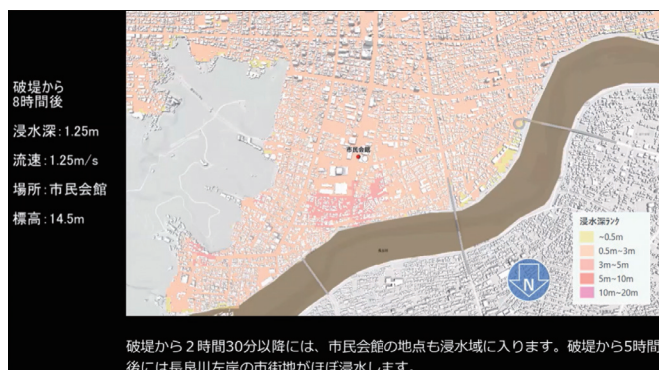 破堤から
8時間後
浸水深:1.25m
流速:1.25m/s
場所:市民会館
標高:14.5m
市民会館
浸水深ランク
~0.5m
0.5m~3m
3m~5m
5m~10m
10m~20m
N
破堤から2時間30分以降には、市民会館の地点も浸水域に入ります。破堤から5時間
後には長良川左岸の市街地がほぼ浸水します。